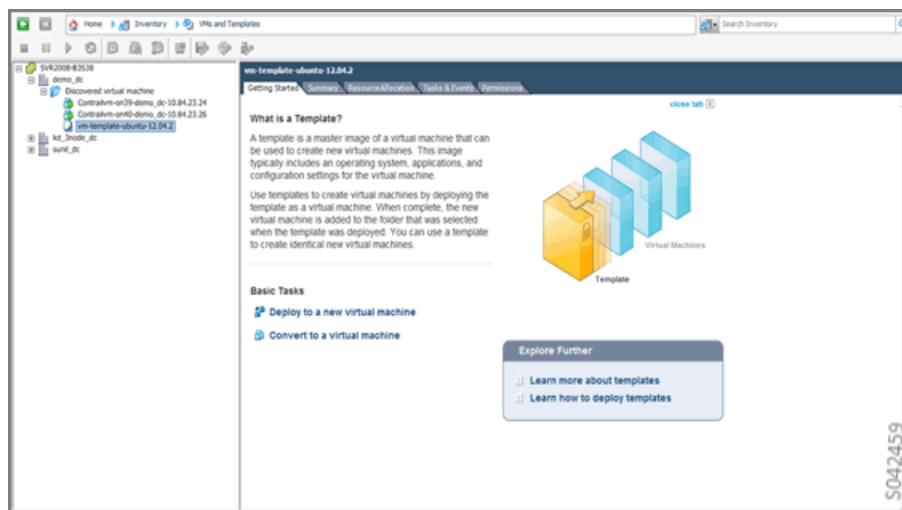 Home Inventory VMs and Templates Search Inventory
SVR2008-B3S38
demo_dc
Discovered virtual machine
Contrailvm-on39-demo_dc-10.84.23.24
Contrailvm-on40-demo_dc-10.84.23.26
vm-template-ubuntu-12.04.2
kd_3node_dc
sunil_dc
vm-template-ubuntu-12.04.2
Getting Started Summary Resource Allocation Tasks & Events Permissions
close tab
What is a Template?
A template is a master image of a virtual machine that can
be used to create new virtual machines. This image
typically includes an operating system, applications, and
configuration settings for the virtual machine.
Use templates to create virtual machines by deploying the
template as a virtual machine. When complete, the new
virtual machine is added to the folder that was selected
when the template was deployed. You can use a template
to create identical new virtual machines.
Virtual Machines
Template
Basic Tasks
Deploy to a new virtual machine
Convert to a virtual machine
Explore Further
Learn more about templates
Learn how to deploy templates
S042459